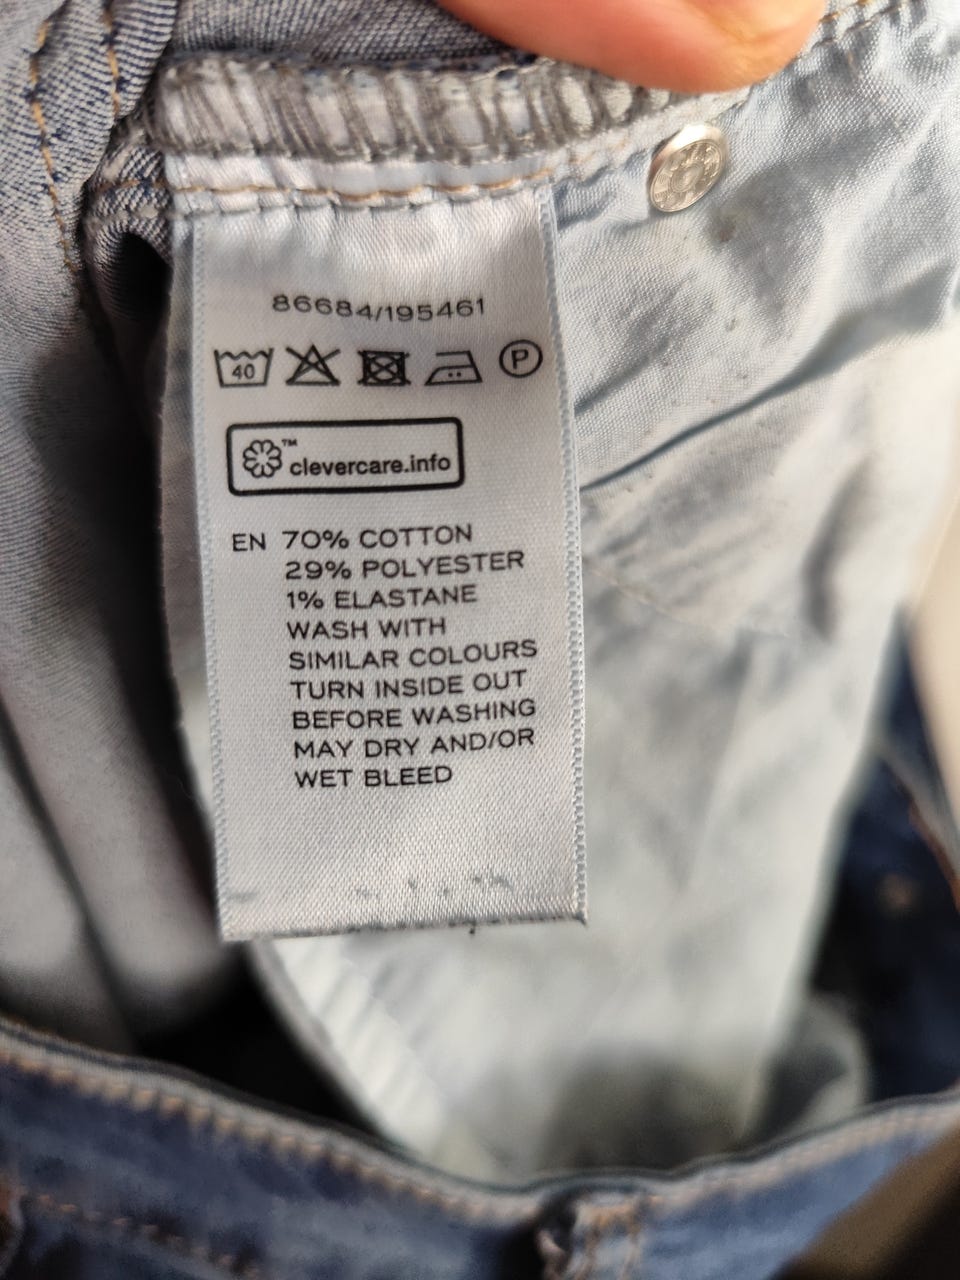 86684/195461
40 P
™
clevercare.info
EN 70% COTTON
29% POLYESTER
1% ELASTANE
WASH WITH
SIMILAR COLOURS
TURN INSIDE OUT
BEFORE WASHING
MAY DRY AND/OR
WET BLEED